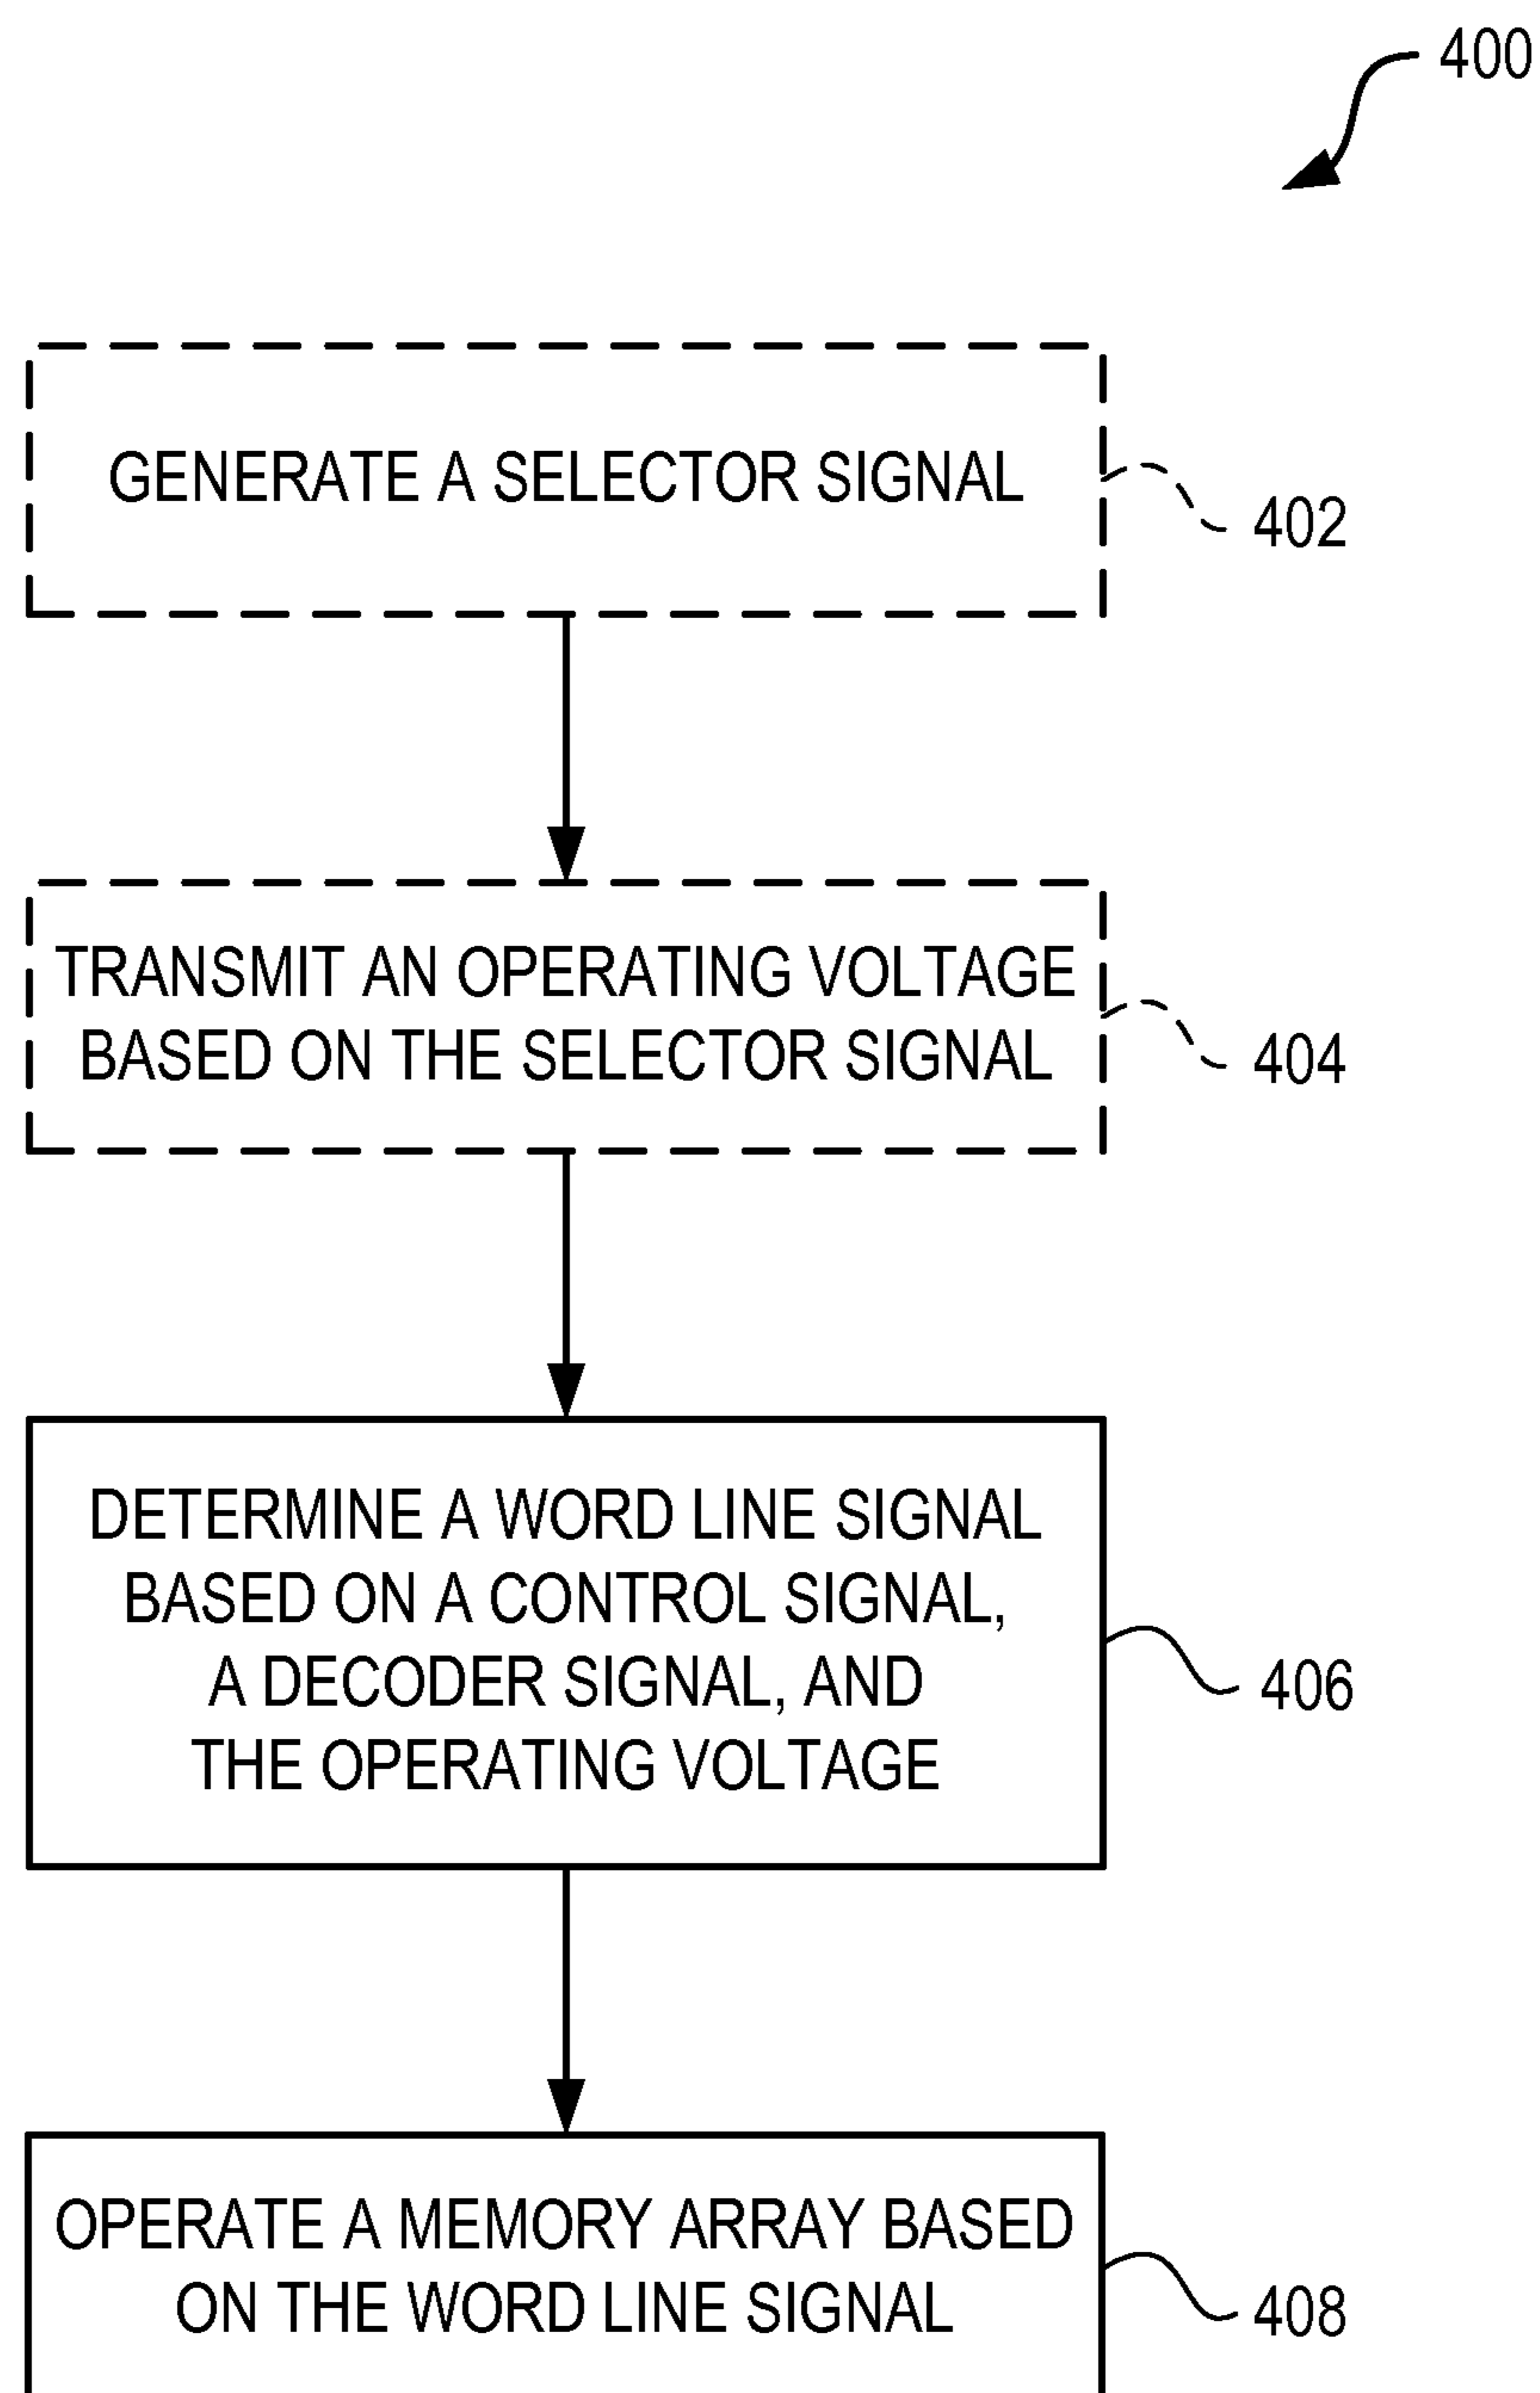 400
GENERATE A SELECTOR SIGNAL
402
TRANSMIT AN OPERATING VOLTAGE
BASED ON THE SELECTOR SIGNAL
404
DETERMINE A WORD LINE SIGNAL
BASED ON A CONTROL SIGNAL,
A DECODER SIGNAL, AND
THE OPERATING VOLTAGE
406
OPERATE A MEMORY ARRAY BASED
ON THE WORD LINE SIGNAL
408